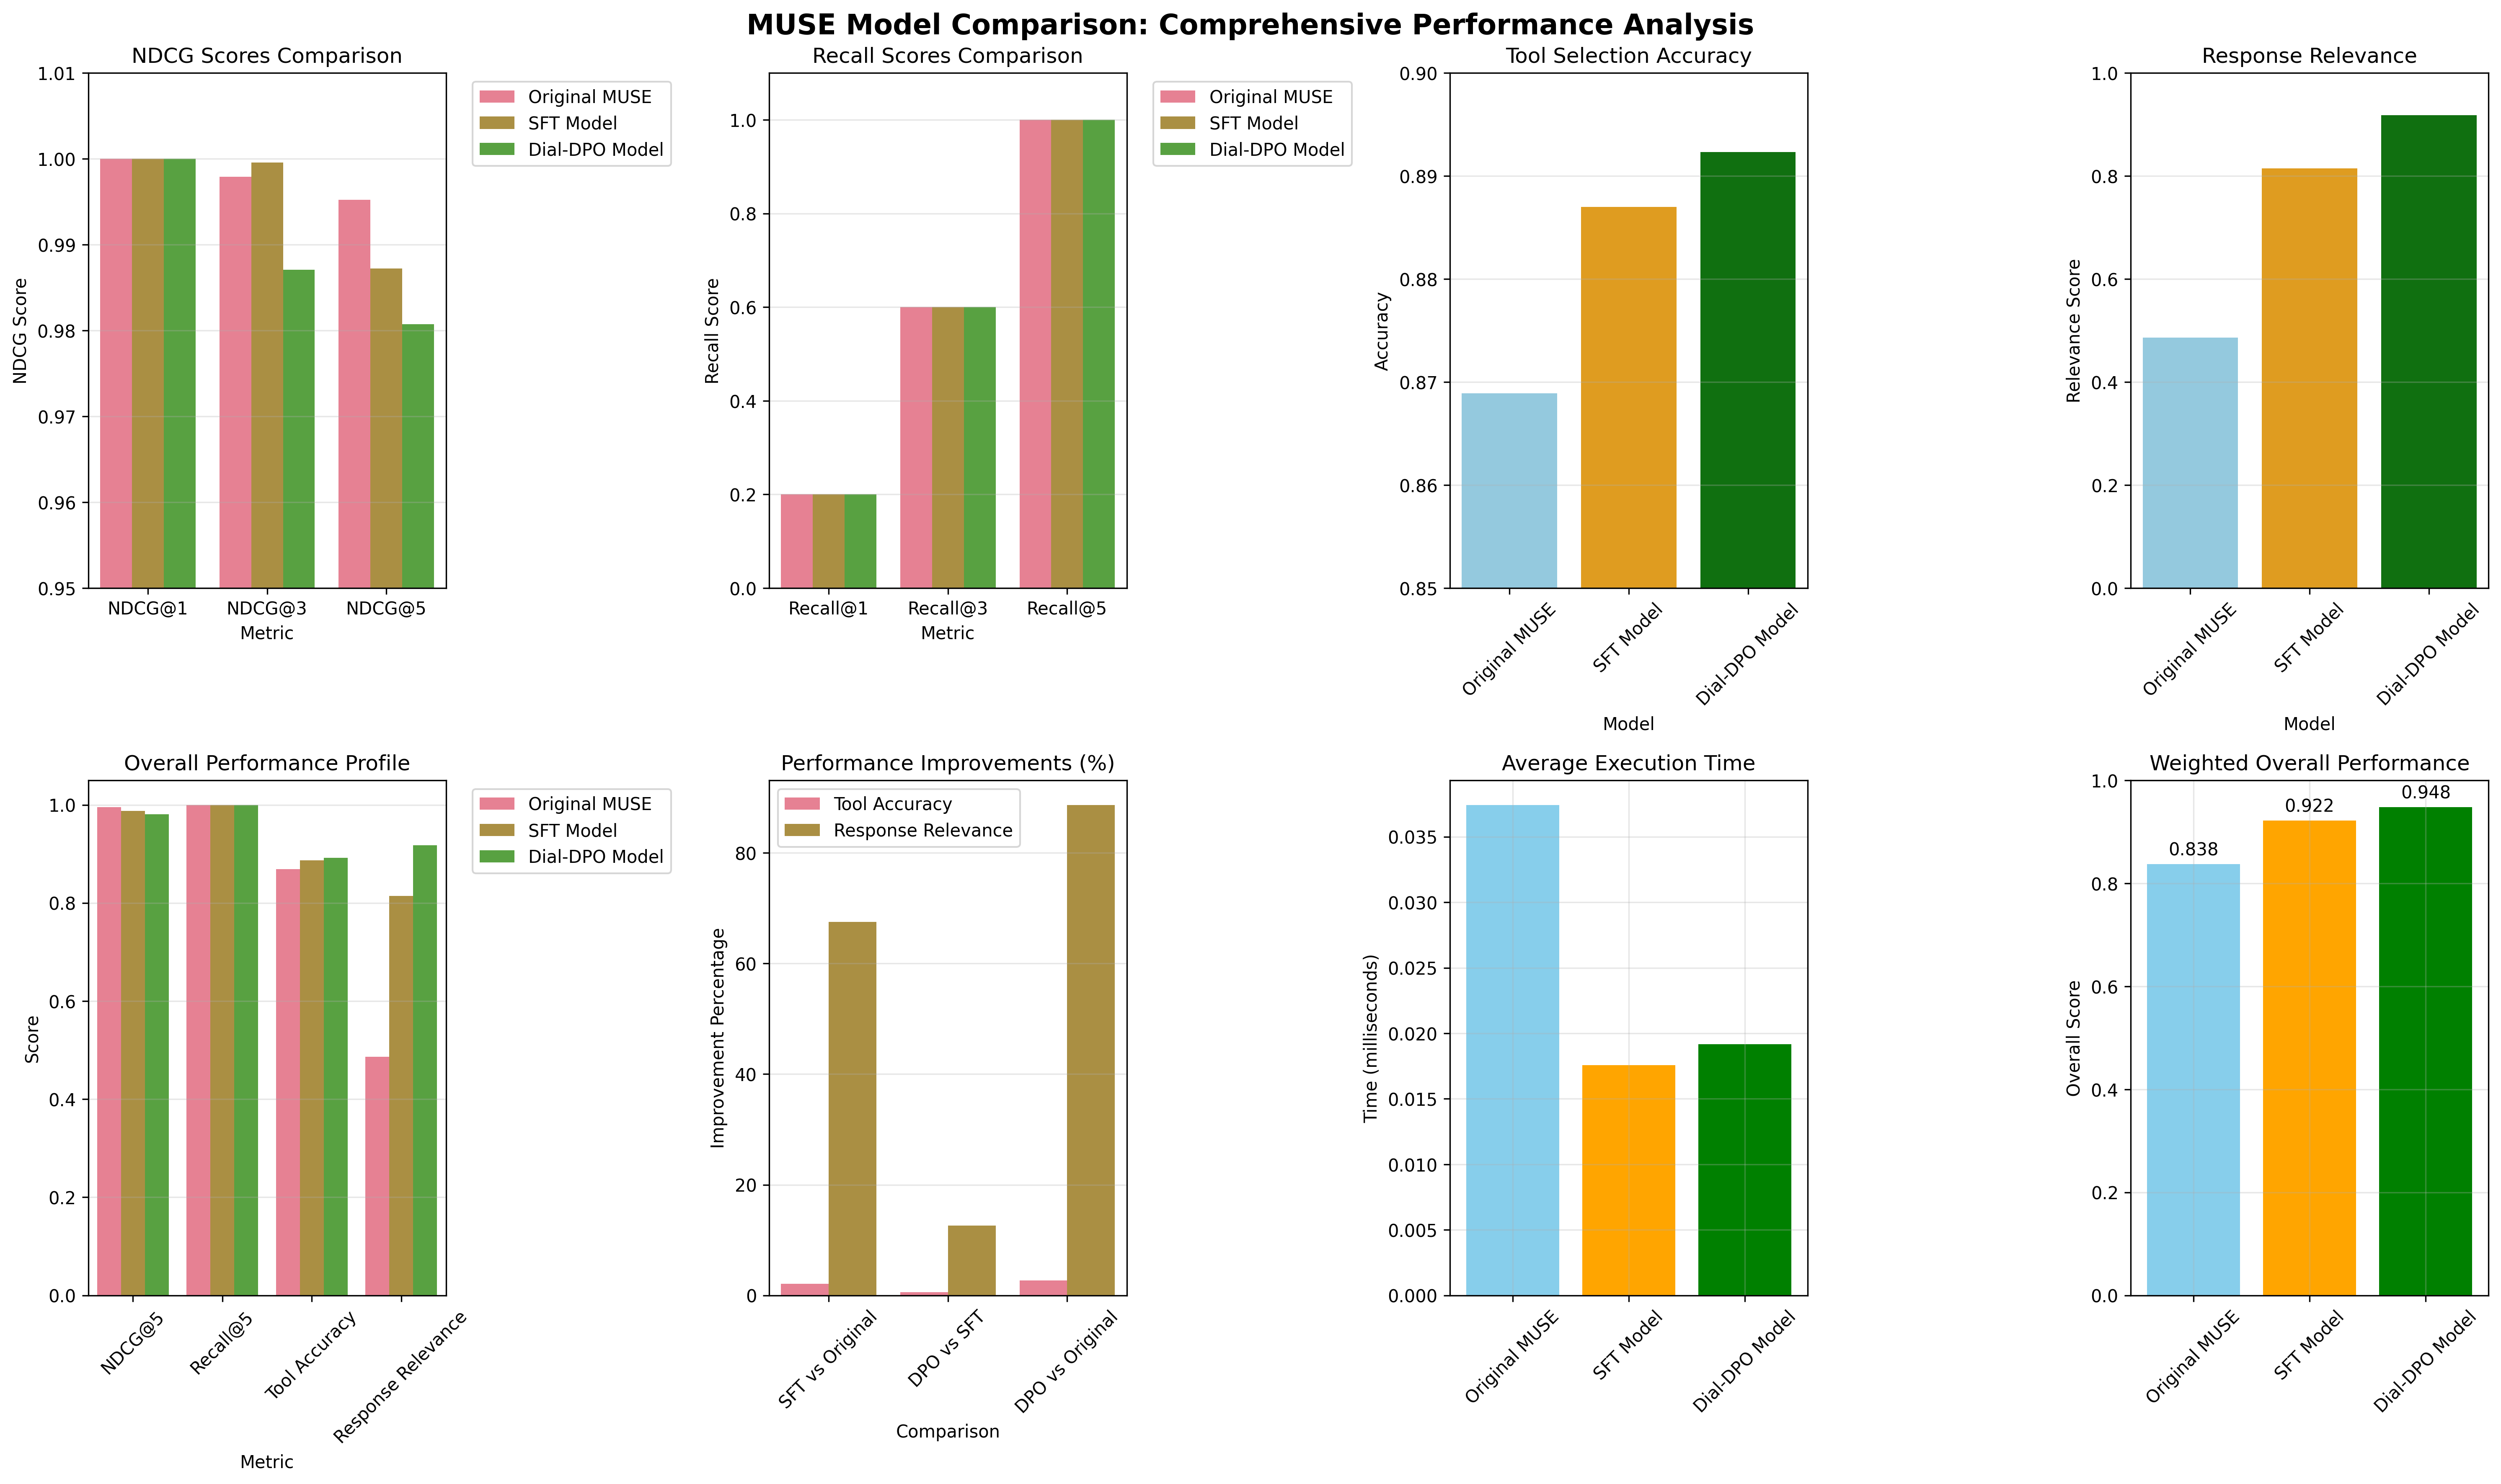 MUSE Model Comparison: Comprehensive Performance Analysis
NDCG Scores Comparison
1.01
1.00
0.99
0.98
0.97
0.96
0.95
NDCG Score
NDCG@1 NDCG@3 NDCG@5
Metric
Original MUSE
SFT Model
Dial-DPO Model
Recall Scores Comparison
1.0
0.8
0.6
0.4
0.2
0.0
Recall Score
Recall@1 Recall@3 Recall@5
Metric
Original MUSE
SFT Model
Dial-DPO Model
Tool Selection Accuracy
0.90
0.89
0.88
0.87
0.86
0.85
Accuracy
Original MUSE
SFT Model
Dial-DPO Model
Model
Response Relevance
1.0
0.8
0.6
0.4
0.2
0.0
Relevance Score
Original MUSE
SFT Model
Dial-DPO Model
Model
Overall Performance Profile
1.0
0.8
0.6
0.4
0.2
0.0
Score
NDCG@5
Recall@5
Tool Accuracy
Response Relevance
Metric
Original MUSE
SFT Model
Dial-DPO Model
Performance Improvements (%)
Tool Accuracy
Response Relevance
80
60
40
20
0
Improvement Percentage
SFT vs Original
DPO vs SFT
DPO vs Original
Comparison
Average Execution Time
0.035
0.030
0.025
0.020
0.015
0.010
0.005
0.000
Time (milliseconds)
Original MUSE
SFT Model
Dial-DPO Model
Weighted Overall Performance
1.0
0.8
0.6
0.4
0.2
0.0
Overall Score
0.838
0.922
0.948
Original MUSE
SFT Model
Dial-DPO Model